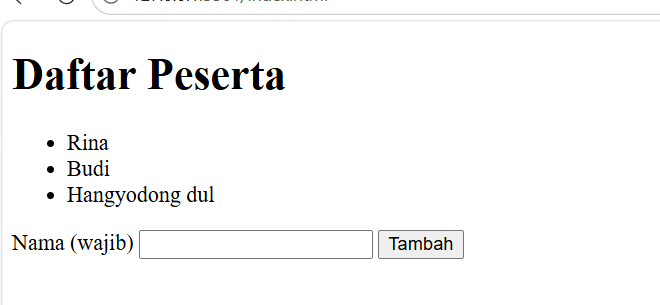 Daftar Peserta
Rina
Budi
Hangyodong dul
Nama (wajib) Tambah